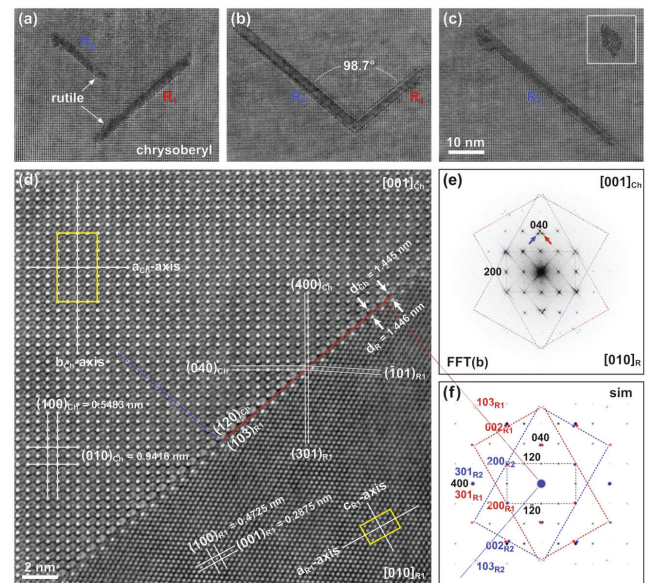 (a)
R₂
rutile
R₁
chrysoberyl
(b)
98.7°
R₂
R₁
(c)
R₂
10 nm
(d)
[001]Ch
aCh-axis
bCh-axis
(400)Ch
dCh = 1.445 nm
dR = 1.446 nm
(040)Ch
(101)R1
(120)Ch
(103)R1
(301)R1
(100)Ch = 0.5483 nm
(010)Ch = 0.9416 nm
(100)R1 = 0.4725 nm
(001)R1 = 0.2875 nm
cR1-axis
aR1-axis
2 nm
[010]R1
(e)
[001]Ch
040
200
FFT(b)
[010]R
(f)
sim
103R1
002R1
040
200R2
120
301R2
400
301R1
200R1
120
002R2
103R2